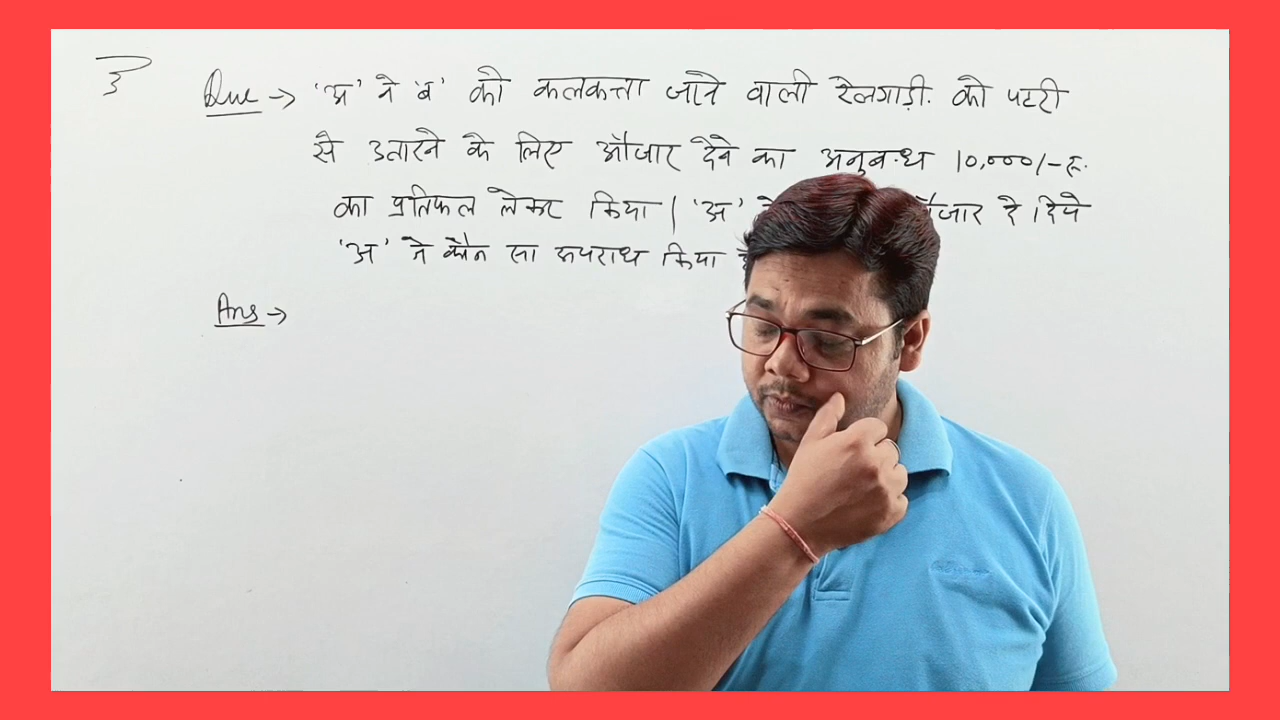 3
Que → 'अ' ने 'ब' को कलकत्ता जाने वाली रेलगाड़ी को पटरी
से उतारने के लिए औजार देने का अनुबन्ध 10,000/- रु.
का प्रतिफल लेकर किया | 'अ' ने औजार दे दिये
'अ' ने कौन सा अपराध किया
Ans →